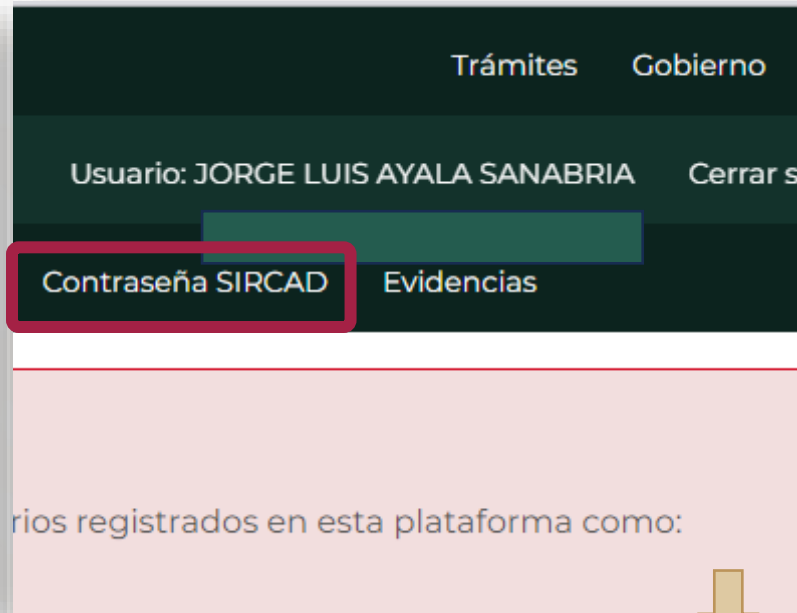 Trámites Gobierno
Usuario: JORGE LUIS AYALA SANABRIA Cerrar s
Contraseña SIRCAD Evidencias
rios registrados en esta plataforma como: